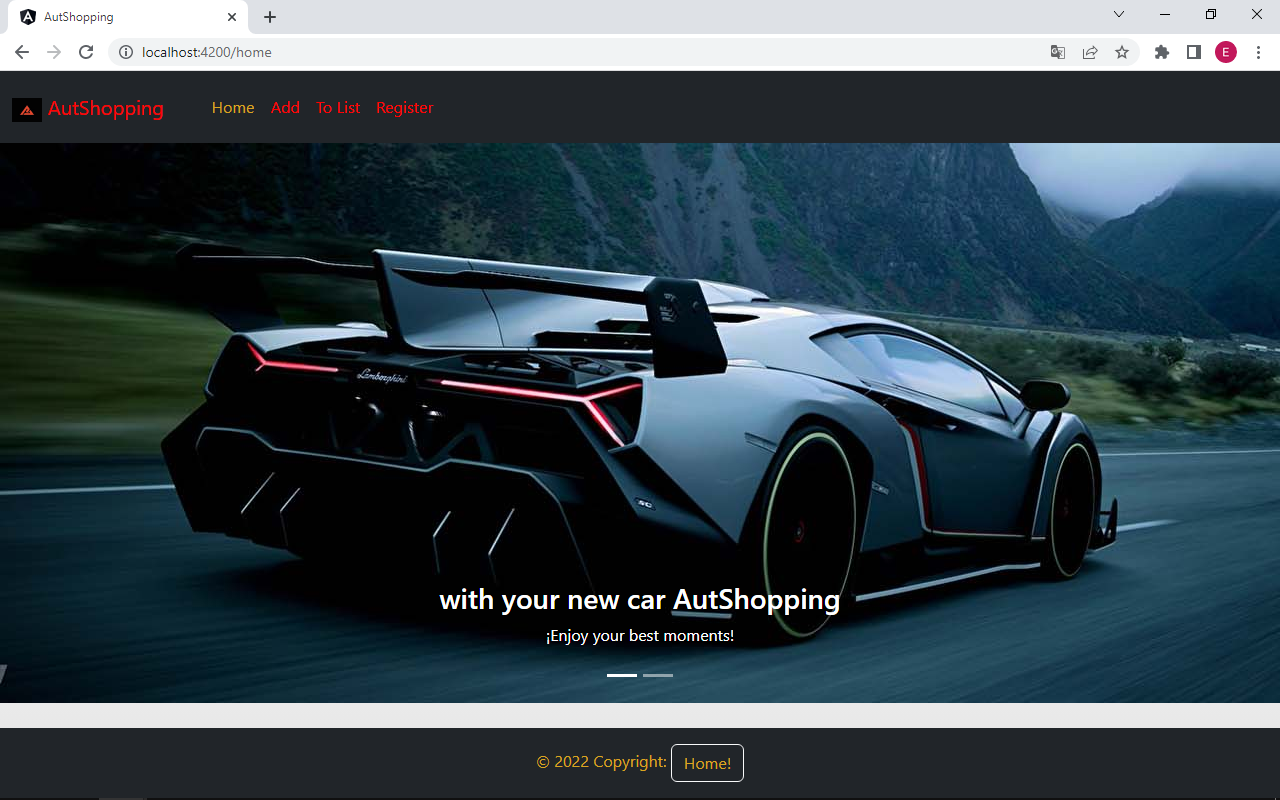 AutShopping
localhost:4200/home
E
AutShopping Home Add To List Register
Lamborghini
with your new car AutShopping
¡Enjoy your best moments!
© 2022 Copyright: Home!